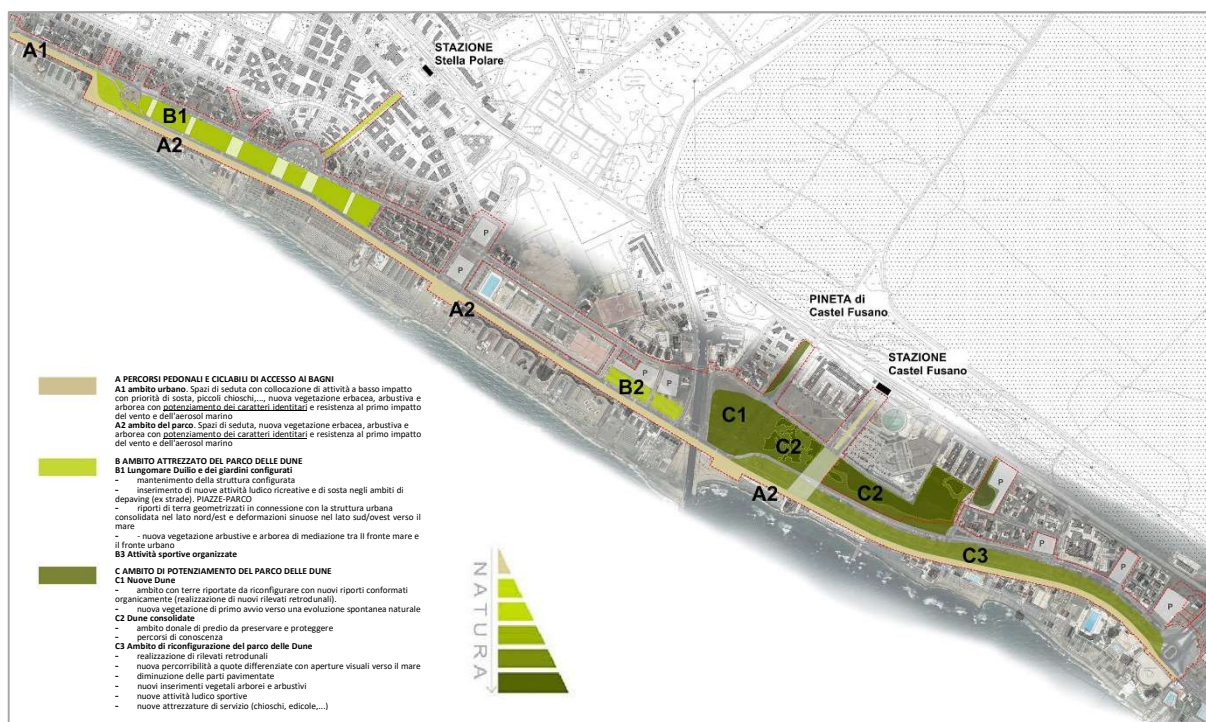 A1
STAZIONE
Stella Polare
B1
A2
P
P
A2
PINETA di
Castel Fusano
STAZIONE
Castel Fusano
P
P
B2
C1
C2
C2
A2
C3
P
P
P
A PERCORSI PEDONALI E CICLABILI DI ACCESSO AI BAGNI
A1 ambito urbano. Spazi di seduta con collocazione di attività a basso impatto
con priorità di sosta, piccoli chioschi,..., nuova vegetazione erbacea, arbustiva e
arborea con potenziamento dei caratteri identitari e resistenza al primo impatto
del vento e dell'aerosol marino
A2 ambito del parco. Spazi di seduta, nuova vegetazione erbacea, arbustiva e
arborea con potenziamento dei caratteri identitari e resistenza al primo impatto
del vento e dell'aerosol marino
B AMBITO ATTREZZATO DEL PARCO DELLE DUNE
B1 Lungomare Duilio e dei giardini configurati
- mantenimento della struttura configurata
- inserimento di nuove attività ludico ricreative e di sosta negli ambiti di
depaving (ex strade). PIAZZE-PARCO
- riporti di terra geometrizzati in connessione con la struttura urbana
consolidata nel lato nord/est e deformazioni sinuose nel lato sud/ovest verso il
mare
- - nuova vegetazione arbustive e arborea di mediazione tra Il fronte mare e
il fronte urbano
B3 Attività sportive organizzate
C AMBITO DI POTENZIAMENTO DEL PARCO DELLE DUNE
C1 Nuove Dune
- ambito con terre riportate da riconfigurare con nuovi riporti conformati
organicamente (realizzazione di nuovi rilevati retrodunali).
- nuova vegetazione di primo avvio verso una evoluzione spontanea naturale
C2 Dune consolidate
- ambito donale di predio da preservare e proteggere
- percorsi di conoscenza
C3 Ambito di riconfigurazione del parco delle Dune
- realizzazione di rilevati retrodunali
- nuova percorribilità a quote differenziate con aperture visuali verso il mare
- diminuzione delle parti pavimentate
- nuovi inserimenti vegetali arborei e arbustivi
- nuove attività ludico sportive
- nuove attrezzature di servizio (chioschi, edicole,...)
NATURA